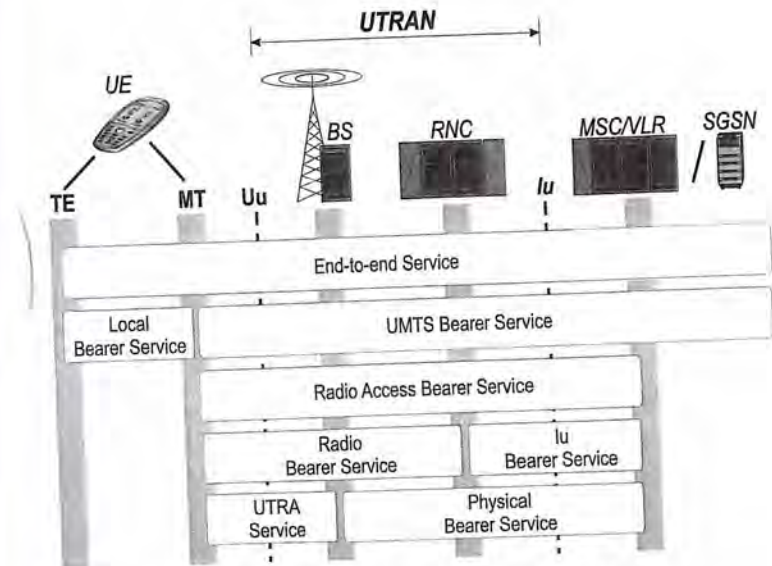 UTRAN
UE
BS
RNC
MSC/VLR
SGSN
TE
MT
Uu
Iu
End-to-end Service
Local
Bearer Service
UMTS Bearer Service
Radio Access Bearer Service
Radio
Bearer Service
Iu
Bearer Service
UTRA
Service
Physical
Bearer Service